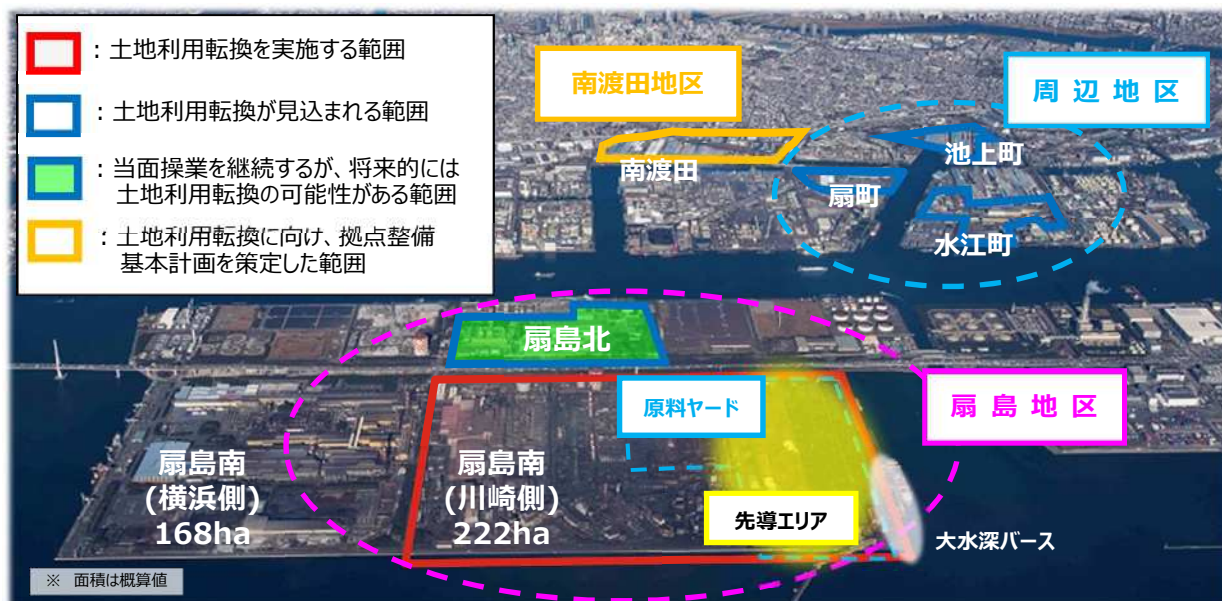 ：土地利用転換を実施する範囲
：土地利用転換が見込まれる範囲
：当面操業を継続するが、将来的には
土地利用転換の可能性がある範囲
：土地利用転換に向け、拠点整備
基本計画を策定した範囲
南渡田地区
周辺地区
南渡田
池上町
扇町
水江町
扇島北
原料ヤード
扇島地区
扇島南
(横浜側)
168ha
扇島南
(川崎側)
222ha
先導エリア
大水深バース
※ 面積は概算値